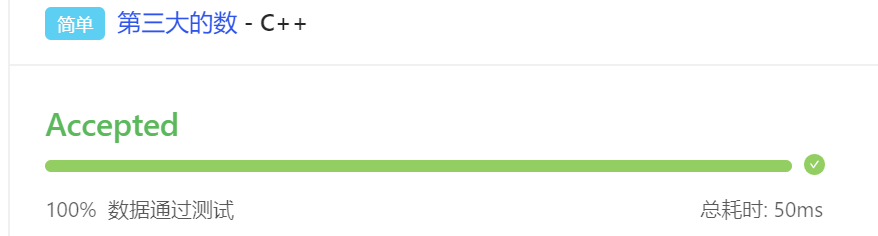 简单 第三大的数 - C++
Accepted
100% 数据通过测试 总耗时: 50ms